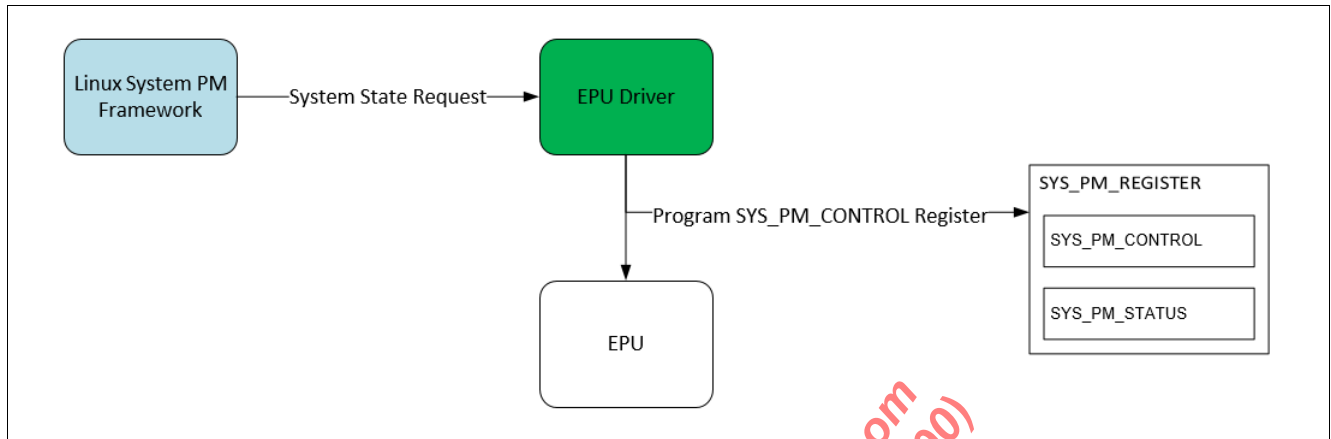 Linux System PM
Framework
System State Request
EPU Driver
SYS_PM_REGISTER
Program SYS_PM_CONTROL Register
SYS_PM_CONTROL
SYS_PM_STATUS
EPU